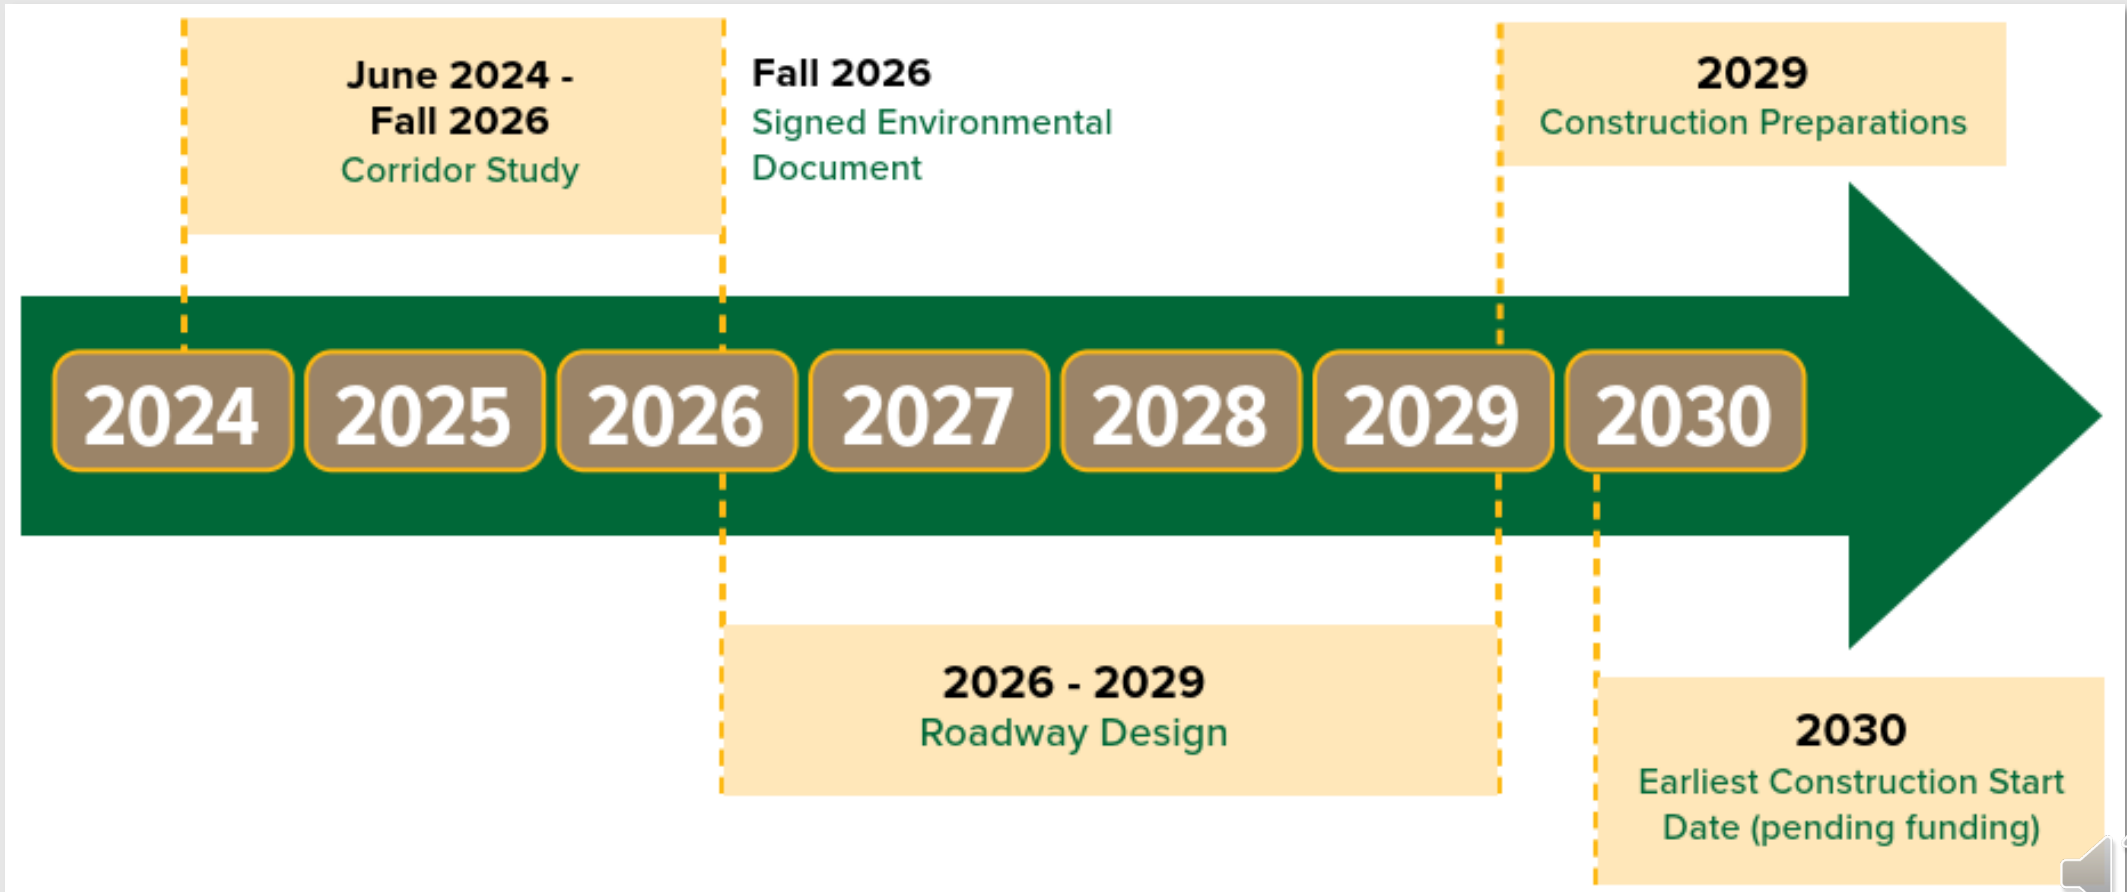 June 2024 -
Fall 2026
Corridor Study
Fall 2026
Signed Environmental
Document
2029
Construction Preparations
2024
2025
2026
2027
2028
2029
2030
2026 - 2029
Roadway Design
2030
Earliest Construction Start
Date (pending funding)